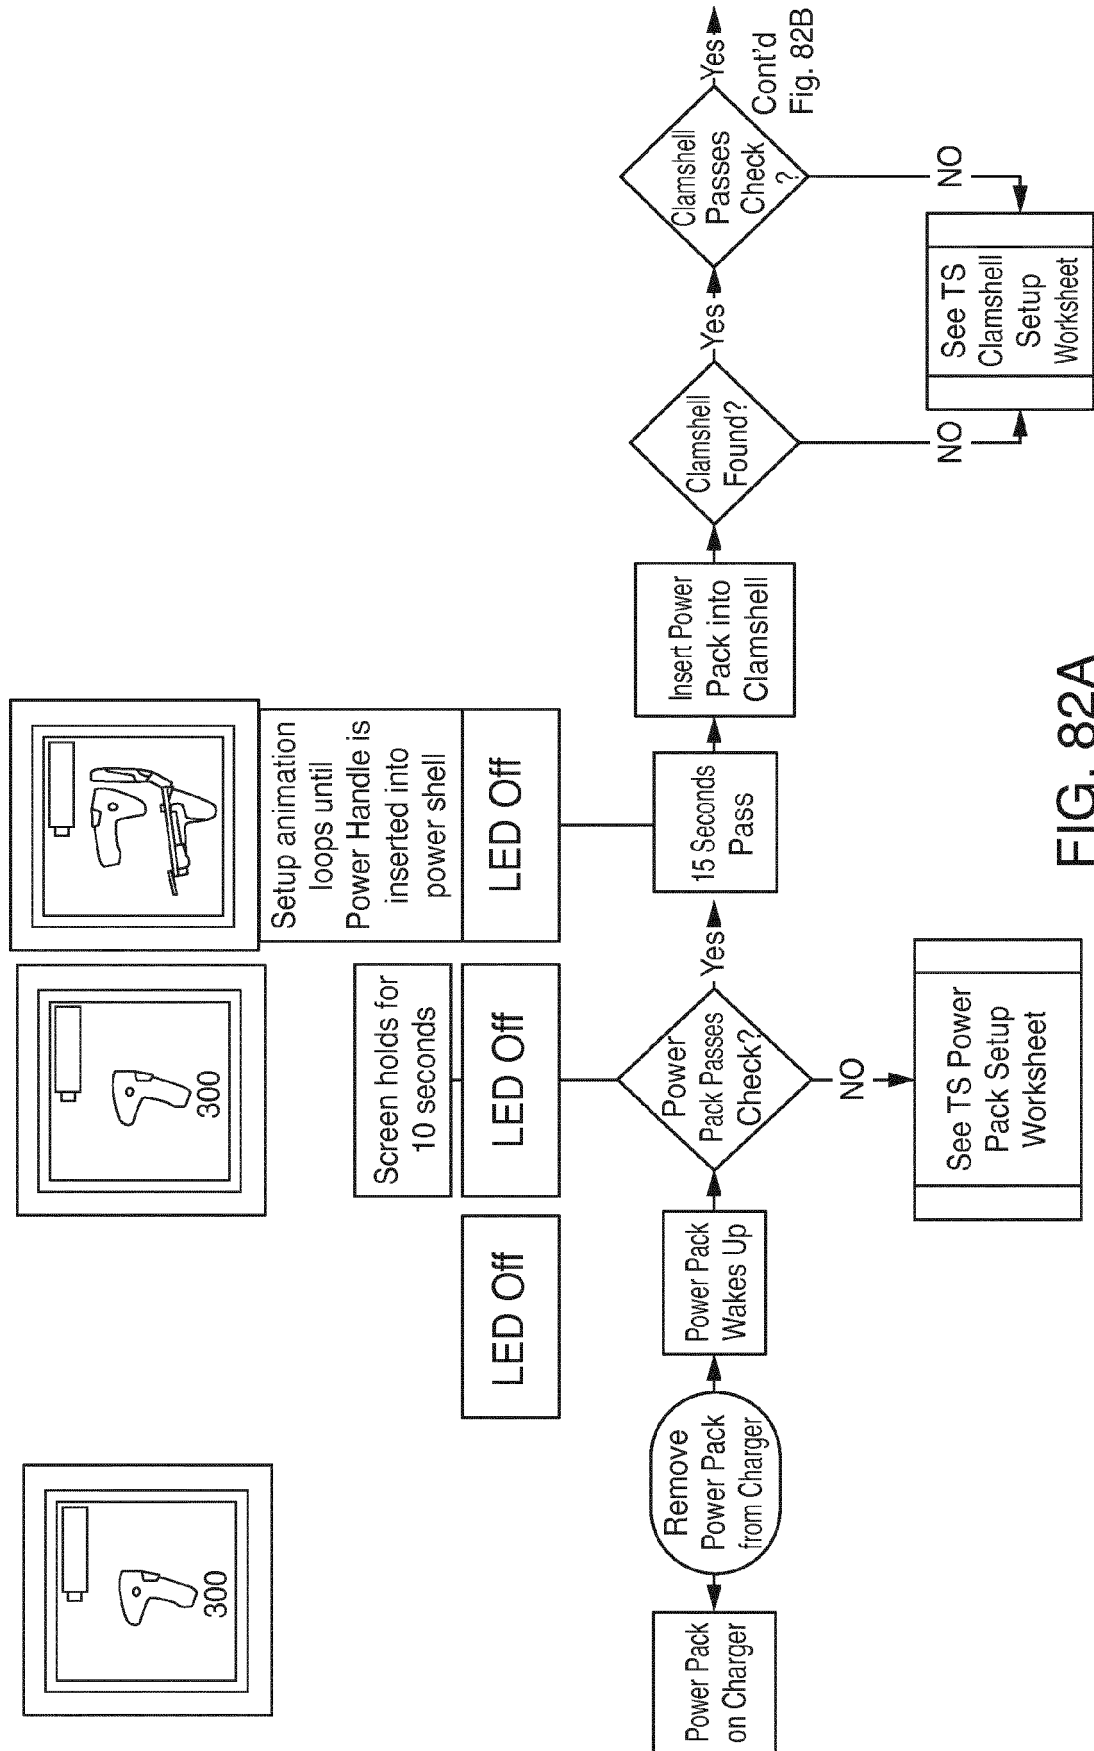 300
300
Setup animation
loops until
Power Handle is
inserted into
power shell
Screen holds for
10 seconds
LED Off
LED Off
LED Off
Power Pack
on Charger
Remove
Power Pack
from Charger
Power Pack
Wakes Up
Power
Pack Passes
Check?
Yes
15 Seconds
Pass
Insert Power
Pack into
Clamshell
Clamshell
Found?
Yes
Clamshell
Passes
Check
?
Yes
Cont'd
Fig. 82B
NO
See TS Power
Pack Setup
Worksheet
NO
NO
See TS
Clamshell
Setup
Worksheet
FIG. 82A